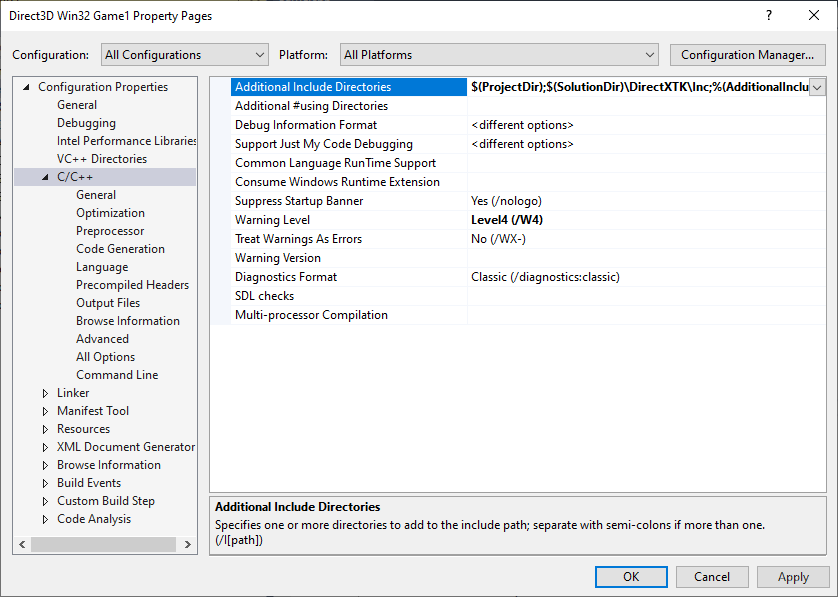 Direct3D Win32 Game1 Property Pages
?
Configuration: All Configurations Platform: All Platforms Configuration Manager...
Configuration Properties
General
Debugging
Intel Performance Libraries
VC++ Directories
C/C++
General
Optimization
Preprocessor
Code Generation
Language
Precompiled Headers
Output Files
Browse Information
Advanced
All Options
Command Line
Linker
Manifest Tool
Resources
XML Document Generator
Browse Information
Build Events
Custom Build Step
Code Analysis
Additional Include Directories $(ProjectDir);$(SolutionDir)\DirectXTK\Inc;%(AdditionalInclu
Additional #using Directories
Debug Information Format <different options>
Support Just My Code Debugging <different options>
Common Language RunTime Support
Consume Windows Runtime Extension
Suppress Startup Banner Yes (/nologo)
Warning Level Level4 (/W4)
Treat Warnings As Errors No (/WX-)
Warning Version
Diagnostics Format Classic (/diagnostics:classic)
SDL checks
Multi-processor Compilation
Additional Include Directories
Specifies one or more directories to add to the include path; separate with semi-colons if more than one.
(/I[path])
OK Cancel Apply